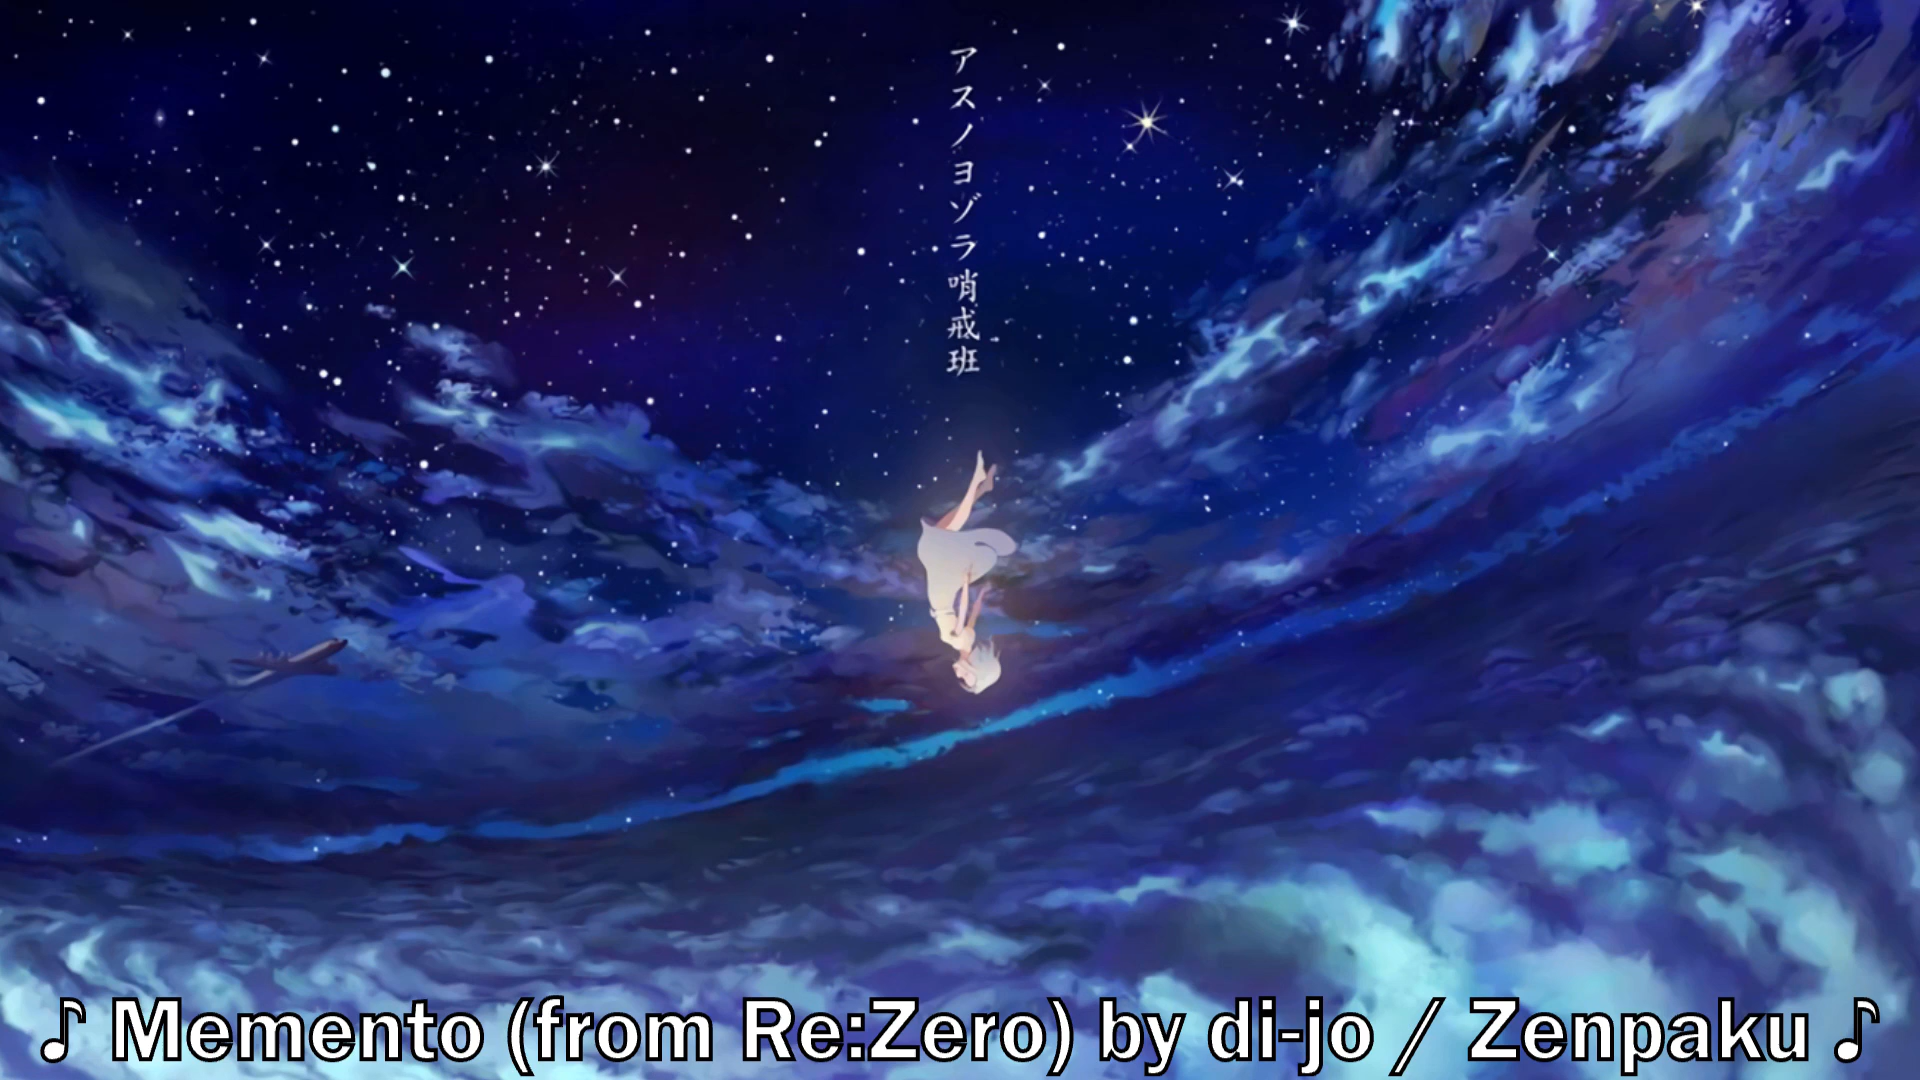 アスノヨゾラ哨戒班
♪ Memento (from Re:Zero) by di-jo / Zenpaku ♪